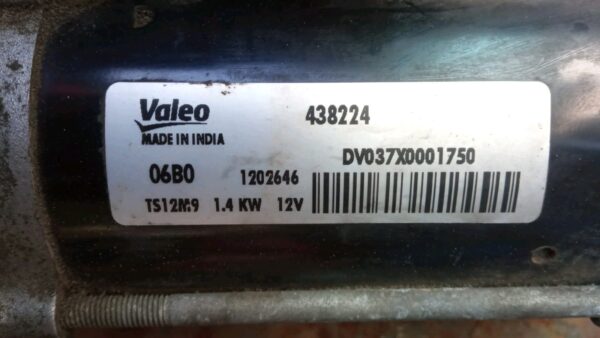 Valeo 438224
MADE IN INDIA
DV037X0001750
06B0 1202646
TS12M9 1.4 KW 12V